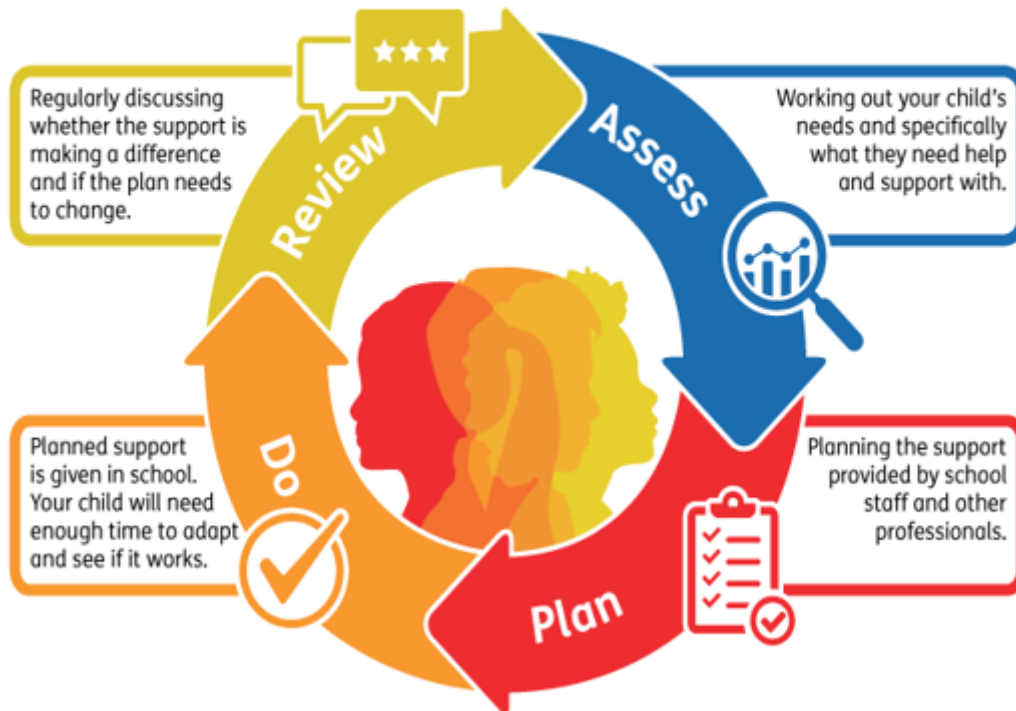 Review
Regularly discussing
whether the support is
making a difference
and if the plan needs
to change.
Assess
Working out your child's
needs and specifically
what they need help
and support with.
Do
Planned support
is given in school.
Your child will need
enough time to adapt
and see if it works.
Plan
Planning the support
provided by school
staff and other
professionals.